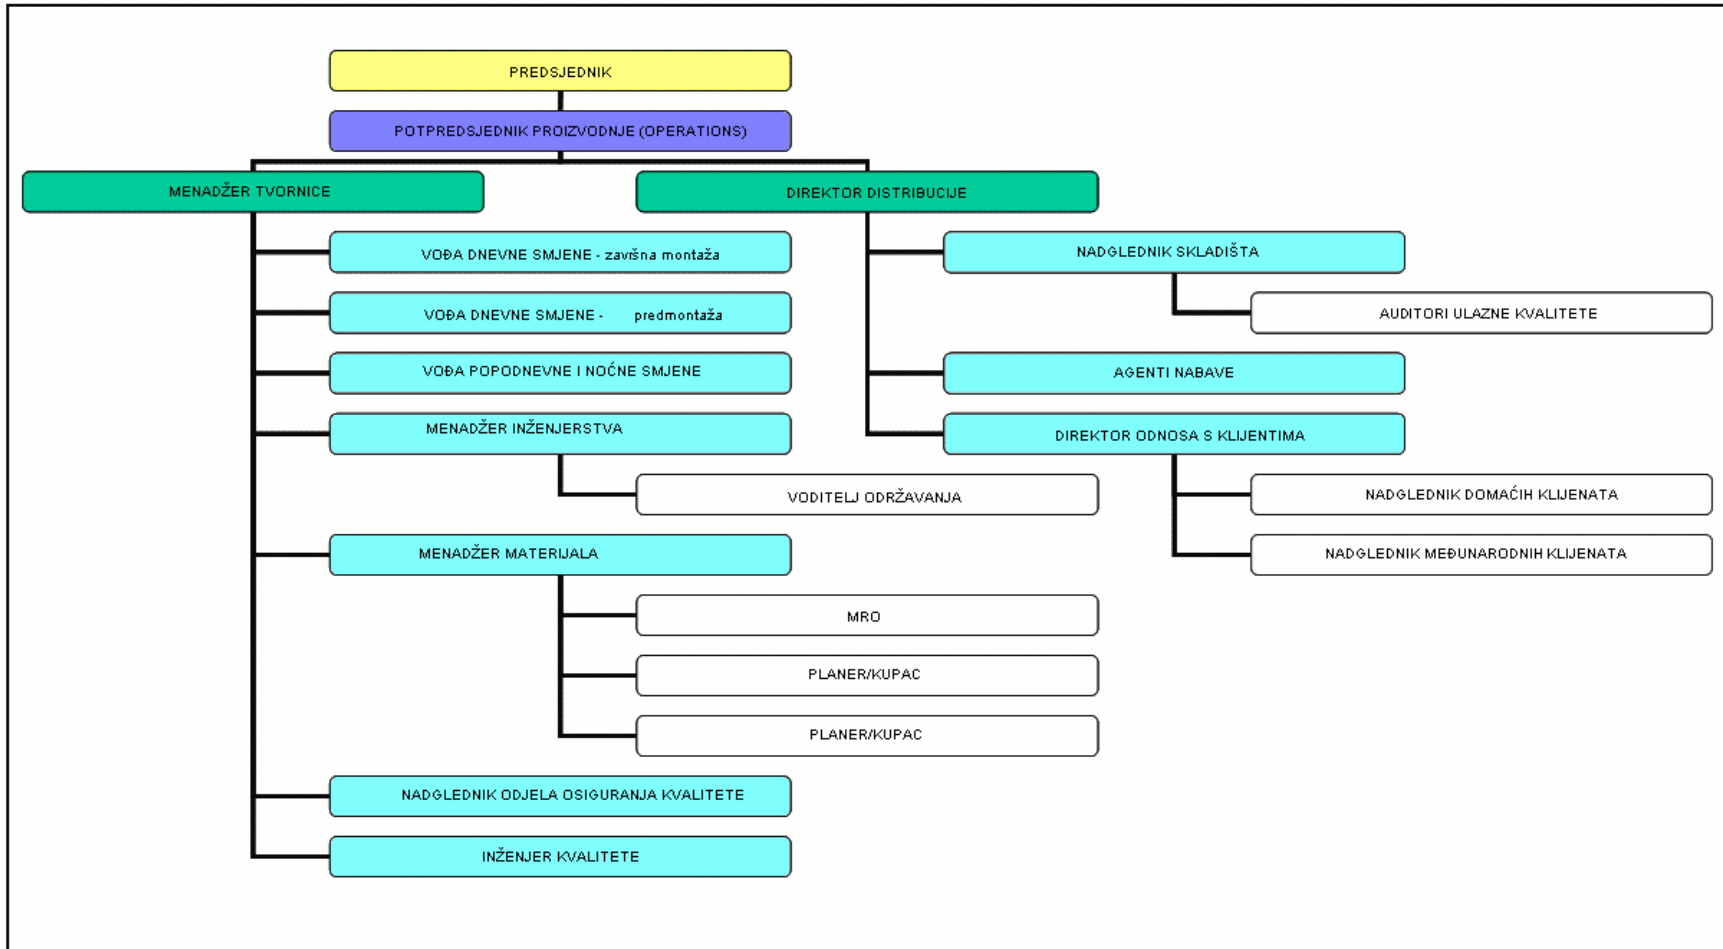 PREDSJEDNIK
POTPREDSJEDNIK PROIZVODNJE (OPERATIONS)
MENADŽER TVORNICE
DIREKTOR DISTRIBUCIJE
VOĐA DNEVNE SMJENE - završna montaža
NADGLEDNIK SKLADIŠTA
VOĐA DNEVNE SMJENE - predmontaža
AUDITORI ULAZNE KVALITETE
VOĐA POPODNEVNE I NOĆNE SMJENE
AGENTI NABAVE
MENADŽER INŽENJERSTVA
DIREKTOR ODNOSA S KLIJENTIMA
VODITELJ ODRŽAVANJA
NADGLEDNIK DOMAĆIH KLIJENATA
MENADŽER MATERIJALA
NADGLEDNIK MEĐUNARODNIH KLIJENATA
MRO
PLANER/KUPAC
PLANER/KUPAC
NADGLEDNIK ODJELA OSIGURANJA KVALITETE
INŽENJER KVALITETE